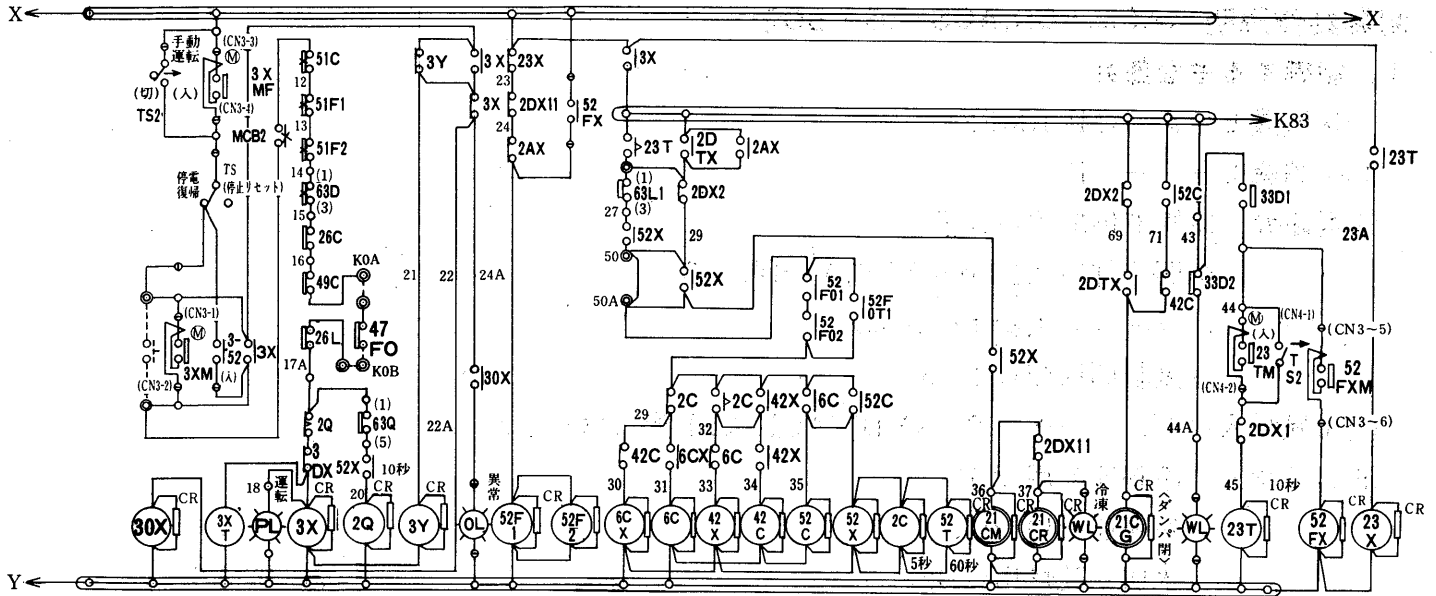 X
X
手動
運転
(CN3-3)
M
3X
MF
(切)
(入)
TS2
(CN3-4)
MCB2
51C
12
51F1
13
51F2
14
(1)
63D
(3)
15
26C
16
49C
K0A
47
FO
K0B
26L
17A
停電
復帰
TS
(停止リセット)
(CN3-1)
M
3XM
(CN3-2)
T
3-
52
(入)
3X
2Q
3
DX
(1)
63Q
(5)
52X
10秒
20
18
運転
3Y
3X
3X
21
22
24A
22A
30X
異常
23X
23
2DX11
24
2AX
52
FX
3X
K83
23T
2D
TX
2AX
(1)
63L1
(3)
2DX2
27
52X
29
50
50A
52X
52
F01
52
F02
52F
0T1
2C
2C
42X
6C
52C
29
32
42C
6CX
6C
42X
30
31
33
34
35
52X
2DX11
36
37
冷凍
2DX2
52C
69
71
43
2DTX
42C
33D2
33D1
44
M
(CN4-1)
(入)
23
TM
T
S2
(CN4-2)
2DX1
44A
45
10秒
(CN3~5)
52
FXM
(CN3~6)
23T
23A
30X
CR
3X
T
PL
3X
CR
2Q
CR
3Y
CR
OL
52F
1
CR
52F
2
6C
X
6C
42
X
42
C
52
C
52
X
2C
5秒
52
T
60秒
21
CM
CR
21
CR
CR
WL
21C
G
CR
〈ダンパ閉〉
WL
23T
CR
52
FX
CR
23
X
CR
Y